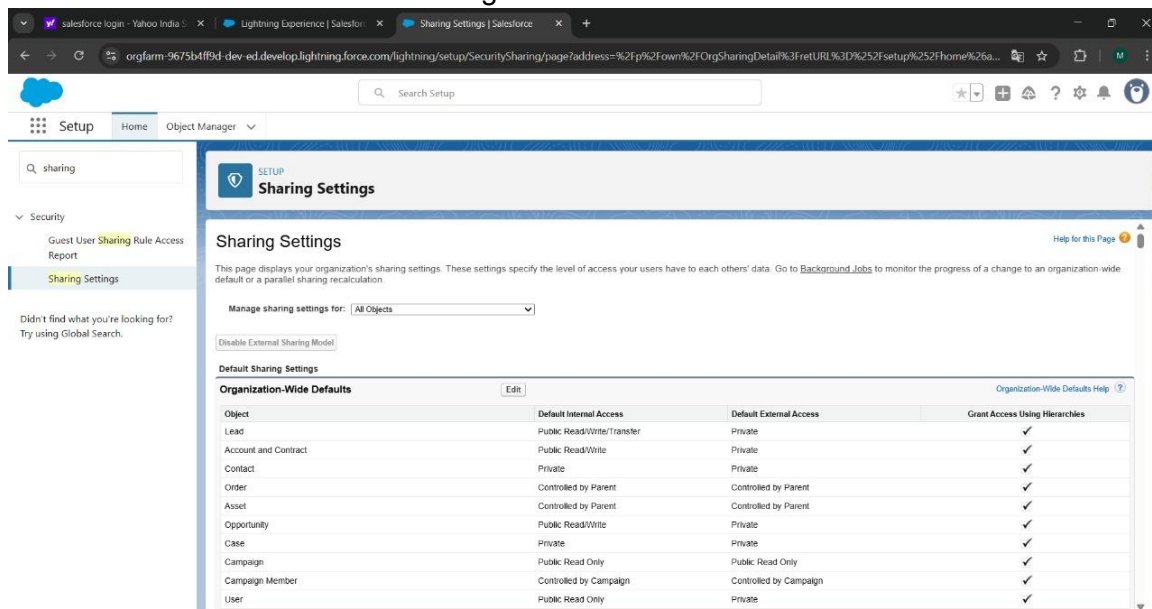 salesforce login - Yahoo India S
Lightning Experience | Salesfor
Sharing Settings | Salesforce
orgfarm-9675b4ff9d-dev-ed.develop.lightning.force.com/lightning/setup/SecuritySharing/page?address=%2Fp%2Fown%2FOrgSharingDetail%3FretURL%3D%252Fsetup%252Fhome%26a...
M
Search Setup
Setup Home Object Manager
sharing
SETUP
Sharing Settings
Security
Guest User Sharing Rule Access
Report
Sharing Settings
Didn't find what you're looking for?
Try using Global Search.
Sharing Settings
Help for this Page
This page displays your organization's sharing settings. These settings specify the level of access your users have to each others' data. Go to Background Jobs to monitor the progress of a change to an organization-wide
default or a parallel sharing recalculation.
Manage sharing settings for: All Objects
Disable External Sharing Model
Default Sharing Settings
Organization-Wide Defaults Edit Organization-Wide Defaults Help ?
Object Default Internal Access Default External Access Grant Access Using Hierarchies
Lead Public Read/Write/Transfer Private ✓
Account and Contract Public Read/Write Private ✓
Contact Private Private ✓
Order Controlled by Parent Controlled by Parent ✓
Asset Controlled by Parent Controlled by Parent ✓
Opportunity Public Read/Write Private ✓
Case Private Private ✓
Campaign Public Read Only Public Read Only ✓
Campaign Member Controlled by Campaign Controlled by Campaign ✓
User Public Read Only Private ✓